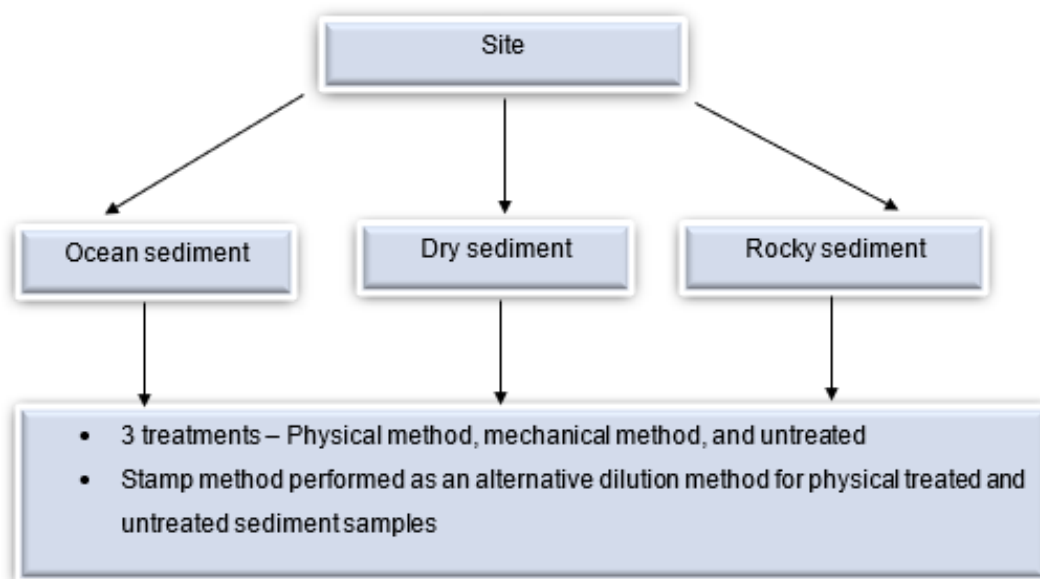 Site
Ocean sediment
Dry sediment
Rocky sediment
• 3 treatments – Physical method, mechanical method, and untreated
• Stamp method performed as an alternative dilution method for physical treated and
untreated sediment samples